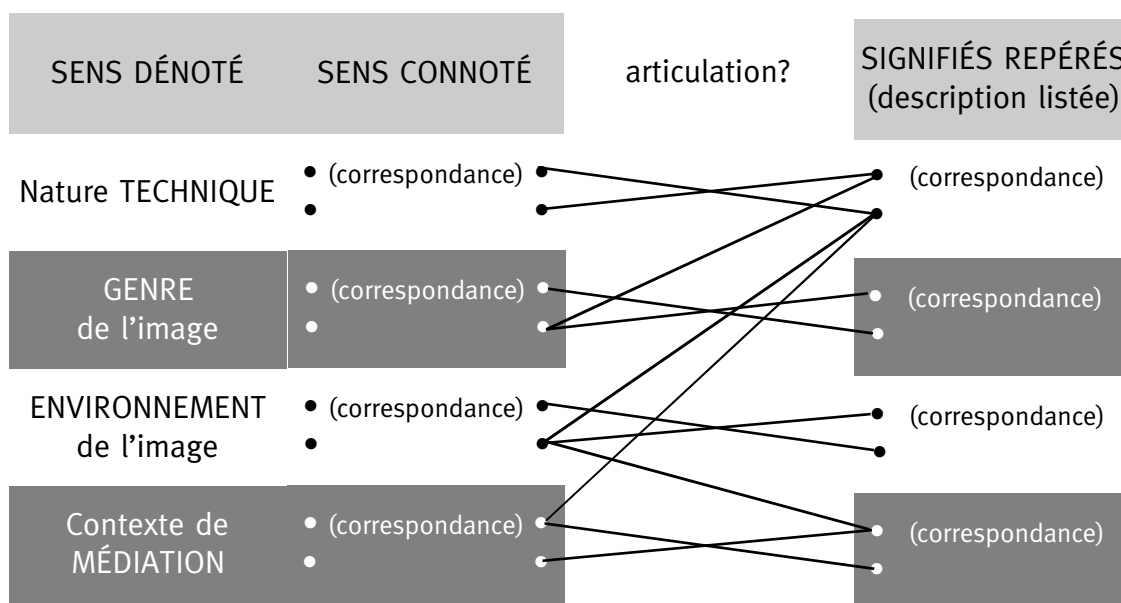 SENS DÉNOTÉ
SENS CONNOTÉ
articulation?
SIGNIFIÉS REPÉRÉS
(description listée)
Nature TECHNIQUE
• (correspondance) •
•
(correspondance)
GENRE
de l'image
• (correspondance) •
•
(correspondance)
ENVIRONNEMENT
de l'image
• (correspondance) •
•
(correspondance)
Contexte de
MÉDIATION
• (correspondance) •
•
(correspondance)